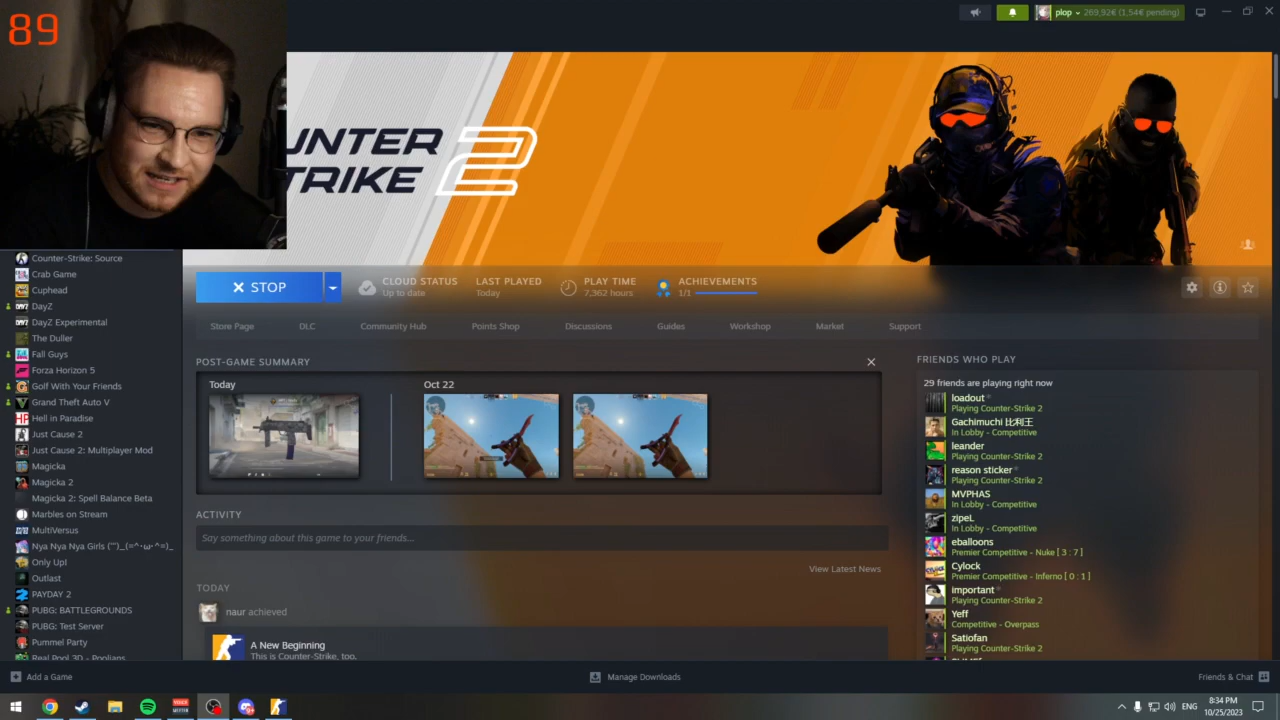 89
plop 269,92€ (1,54€ pending)
UNTER
TRIKE 2
STOP
CLOUD STATUS
Up to date
LAST PLAYED
Today
PLAY TIME
7,362 hours
ACHIEVEMENTS
1/1
Store Page
DLC
Community Hub
Points Shop
Discussions
Guides
Workshop
Market
Support
Counter-Strike: Source
Crab Game
Cuphead
DayZ
DayZ Experimental
The Duller
Fall Guys
Forza Horizon 5
Golf With Your Friends
Grand Theft Auto V
Hell in Paradise
Just Cause 2
Just Cause 2: Multiplayer Mod
Magicka
Magicka 2
Magicka 2: Spell Balance Beta
Marbles on Stream
MultiVersus
Nya Nya Nya Girls (ʻʻʻ)_(=^･ω･^=)_
Only Up!
Outlast
PAYDAY 2
PUBG: BATTLEGROUNDS
PUBG: Test Server
Pummel Party
Real Pool 3D - Poolians
POST-GAME SUMMARY
Today
Oct 22
ACTIVITY
Say something about this game to your friends...
View Latest News
TODAY
naur achieved
A New Beginning
This is Counter-Strike, too.
FRIENDS WHO PLAY
29 friends are playing right now
loadout
Playing Counter-Strike 2
Gachimuchi 比利王
In Lobby - Competitive
leander
Playing Counter-Strike 2
reason sticker
Playing Counter-Strike 2
MVPHAS
In Lobby - Competitive
zipeL
In Lobby - Competitive
eballoons
Premier Competitive - Nuke [ 3 : 7 ]
Cylock
Premier Competitive - Inferno [ 0 : 1 ]
important
Playing Counter-Strike 2
Yeff
Competitive - Overpass
Satiofan
Playing Counter-Strike 2
Add a Game
Manage Downloads
Friends & Chat
ENG
8:34 PM
10/25/2023